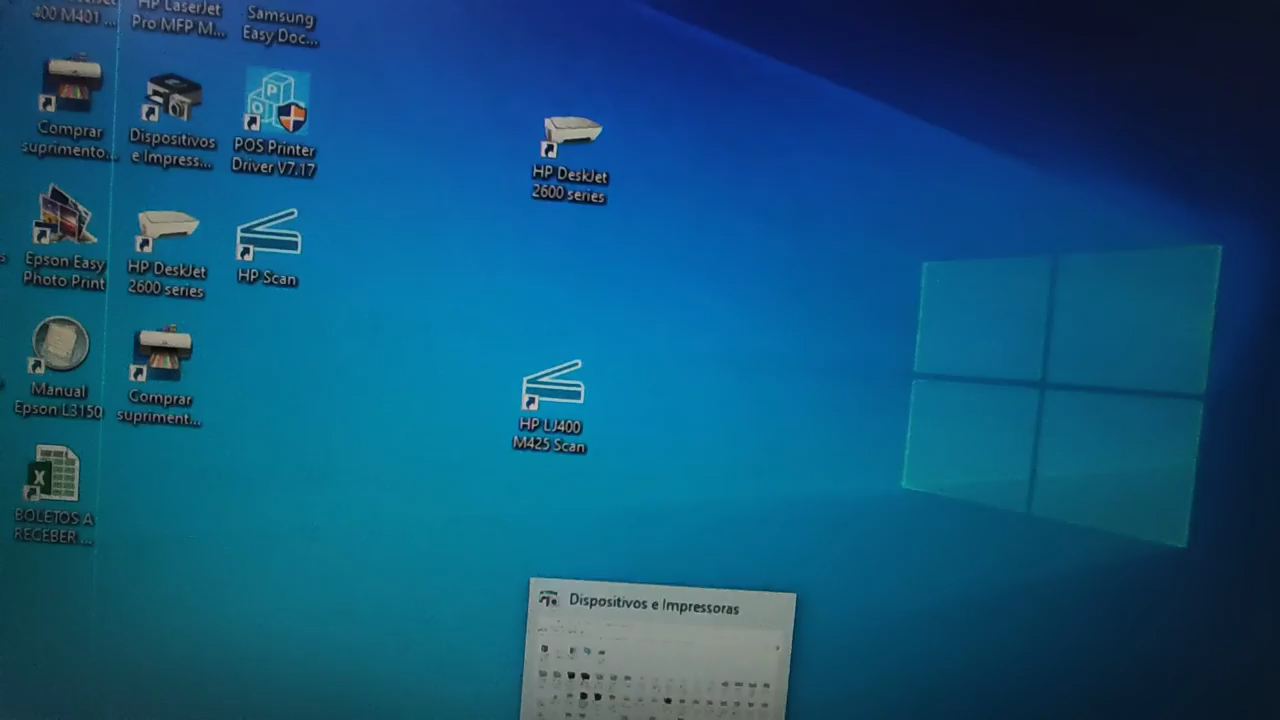 400 M401 ...
HP LaserJet
Pro MFP M...
Samsung
Easy Doc...
Comprar
suprimento...
Dispositivos
e Impress...
POS Printer
Driver V7.17
HP DeskJet
2600 series
Epson Easy
Photo Print
HP DeskJet
2600 series
HP Scan
Manual
Epson L3150
Comprar
supriment...
HP LJ400
M425 Scan
BOLETOS A
RECEBER ...
Dispositivos e Impressoras